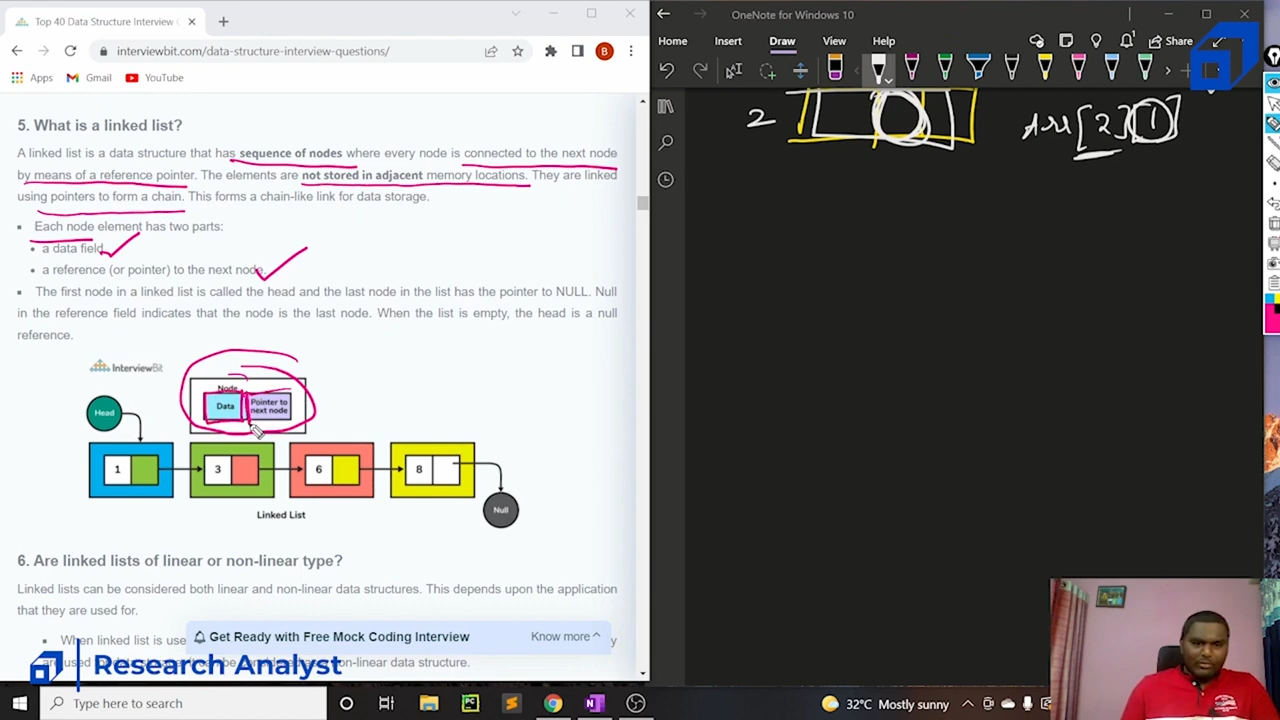 Top 40 Data Structure Interview
interviewbit.com/data-structure-interview-questions/
B
Apps
Gmail
YouTube
5. What is a linked list?
A linked list is a data structure that has sequence of nodes where every node is connected to the next node
by means of a reference pointer. The elements are not stored in adjacent memory locations. They are linked
using pointers to form a chain. This forms a chain-like link for data storage.
Each node element has two parts:
a data field
a reference (or pointer) to the next node.
The first node in a linked list is called the head and the last node in the list has the pointer to NULL. Null
in the reference field indicates that the node is the last node. When the list is empty, the head is a null
reference.
InterviewBit
Node
Data
Pointer to
next node
Head
1
3
6
8
Null
Linked List
6. Are linked lists of linear or non-linear type?
Linked lists can be considered both linear and non-linear data structures. This depends upon the application
that they are used for.
When linked list is use
Get Ready with Free Mock Coding Interview
Know more
n-linear data structure.
Research Analyst
OneNote for Windows 10
Home
Insert
Draw
View
Help
Share
2
Arr[2][1]
Type here to search
32°C Mostly sunny